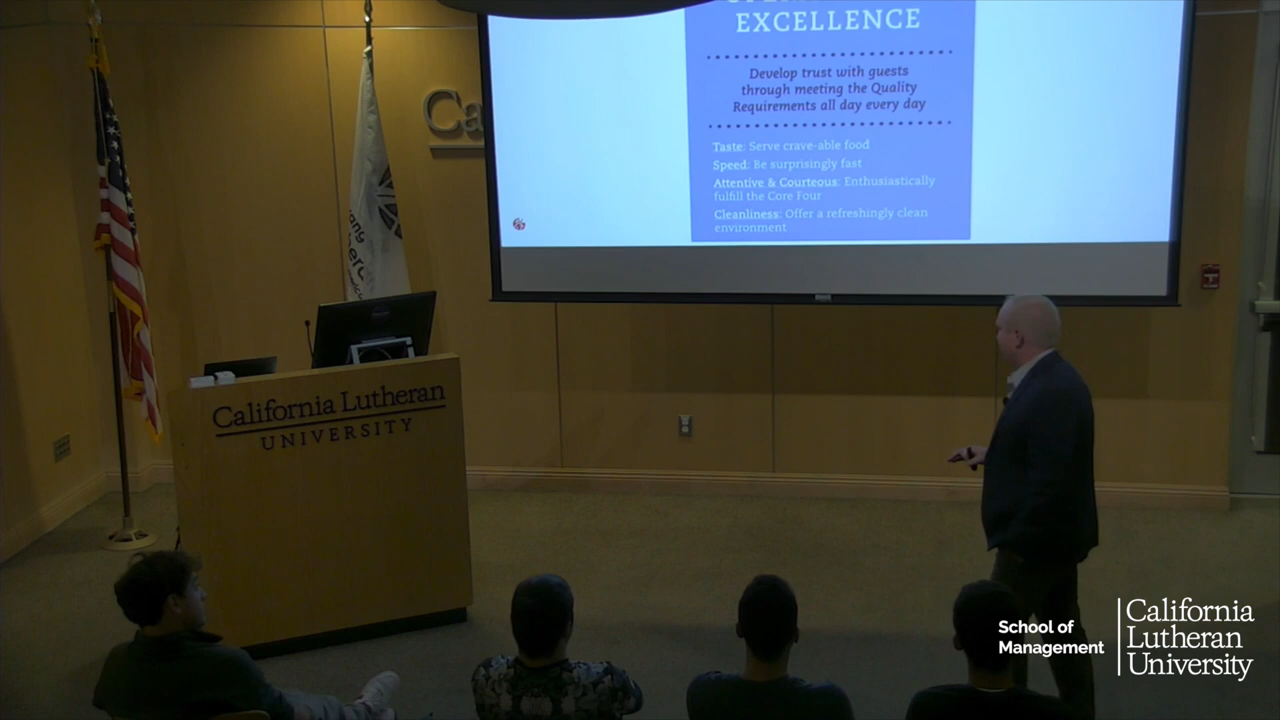 EXCELLENCE
Develop trust with guests
through meeting the Quality
Requirements all day every day
Taste: Serve crave-able food
Speed: Be surprisingly fast
Attentive & Courteous: Enthusiastically
fulfill the Core Four
Cleanliness: Offer a refreshingly clean
environment
Ca
California Lutheran
UNIVERSITY
School of
Management
California
Lutheran
University